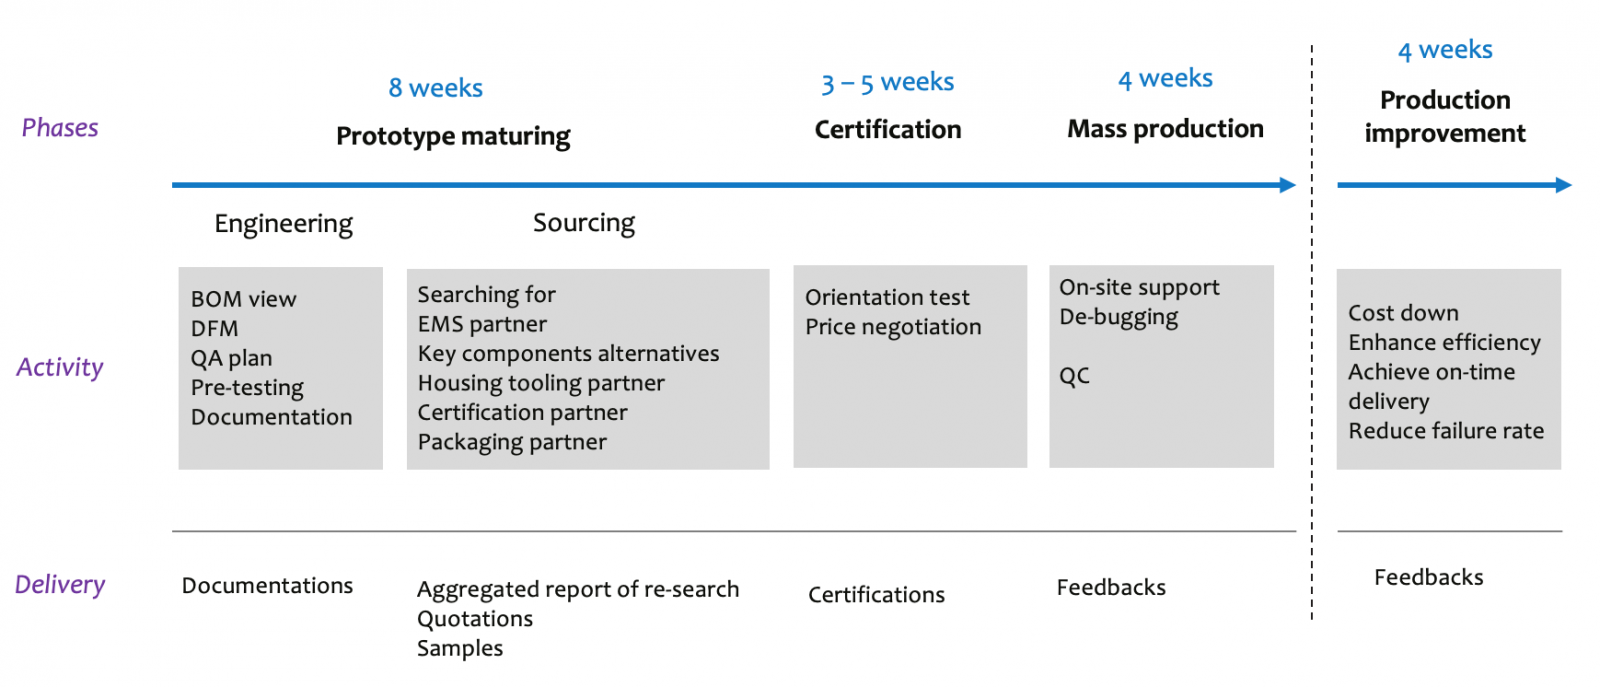 Phases
8 weeks
Prototype maturing
3 – 5 weeks
Certification
4 weeks
Mass production
4 weeks
Production
improvement
Engineering
Sourcing
Activity
BOM view
DFM
QA plan
Pre-testing
Documentation
Searching for
EMS partner
Key components alternatives
Housing tooling partner
Certification partner
Packaging partner
Orientation test
Price negotiation
On-site support
De-bugging
QC
Cost down
Enhance efficiency
Achieve on-time
delivery
Reduce failure rate
Delivery
Documentations
Aggregated report of re-search
Quotations
Samples
Certifications
Feedbacks
Feedbacks